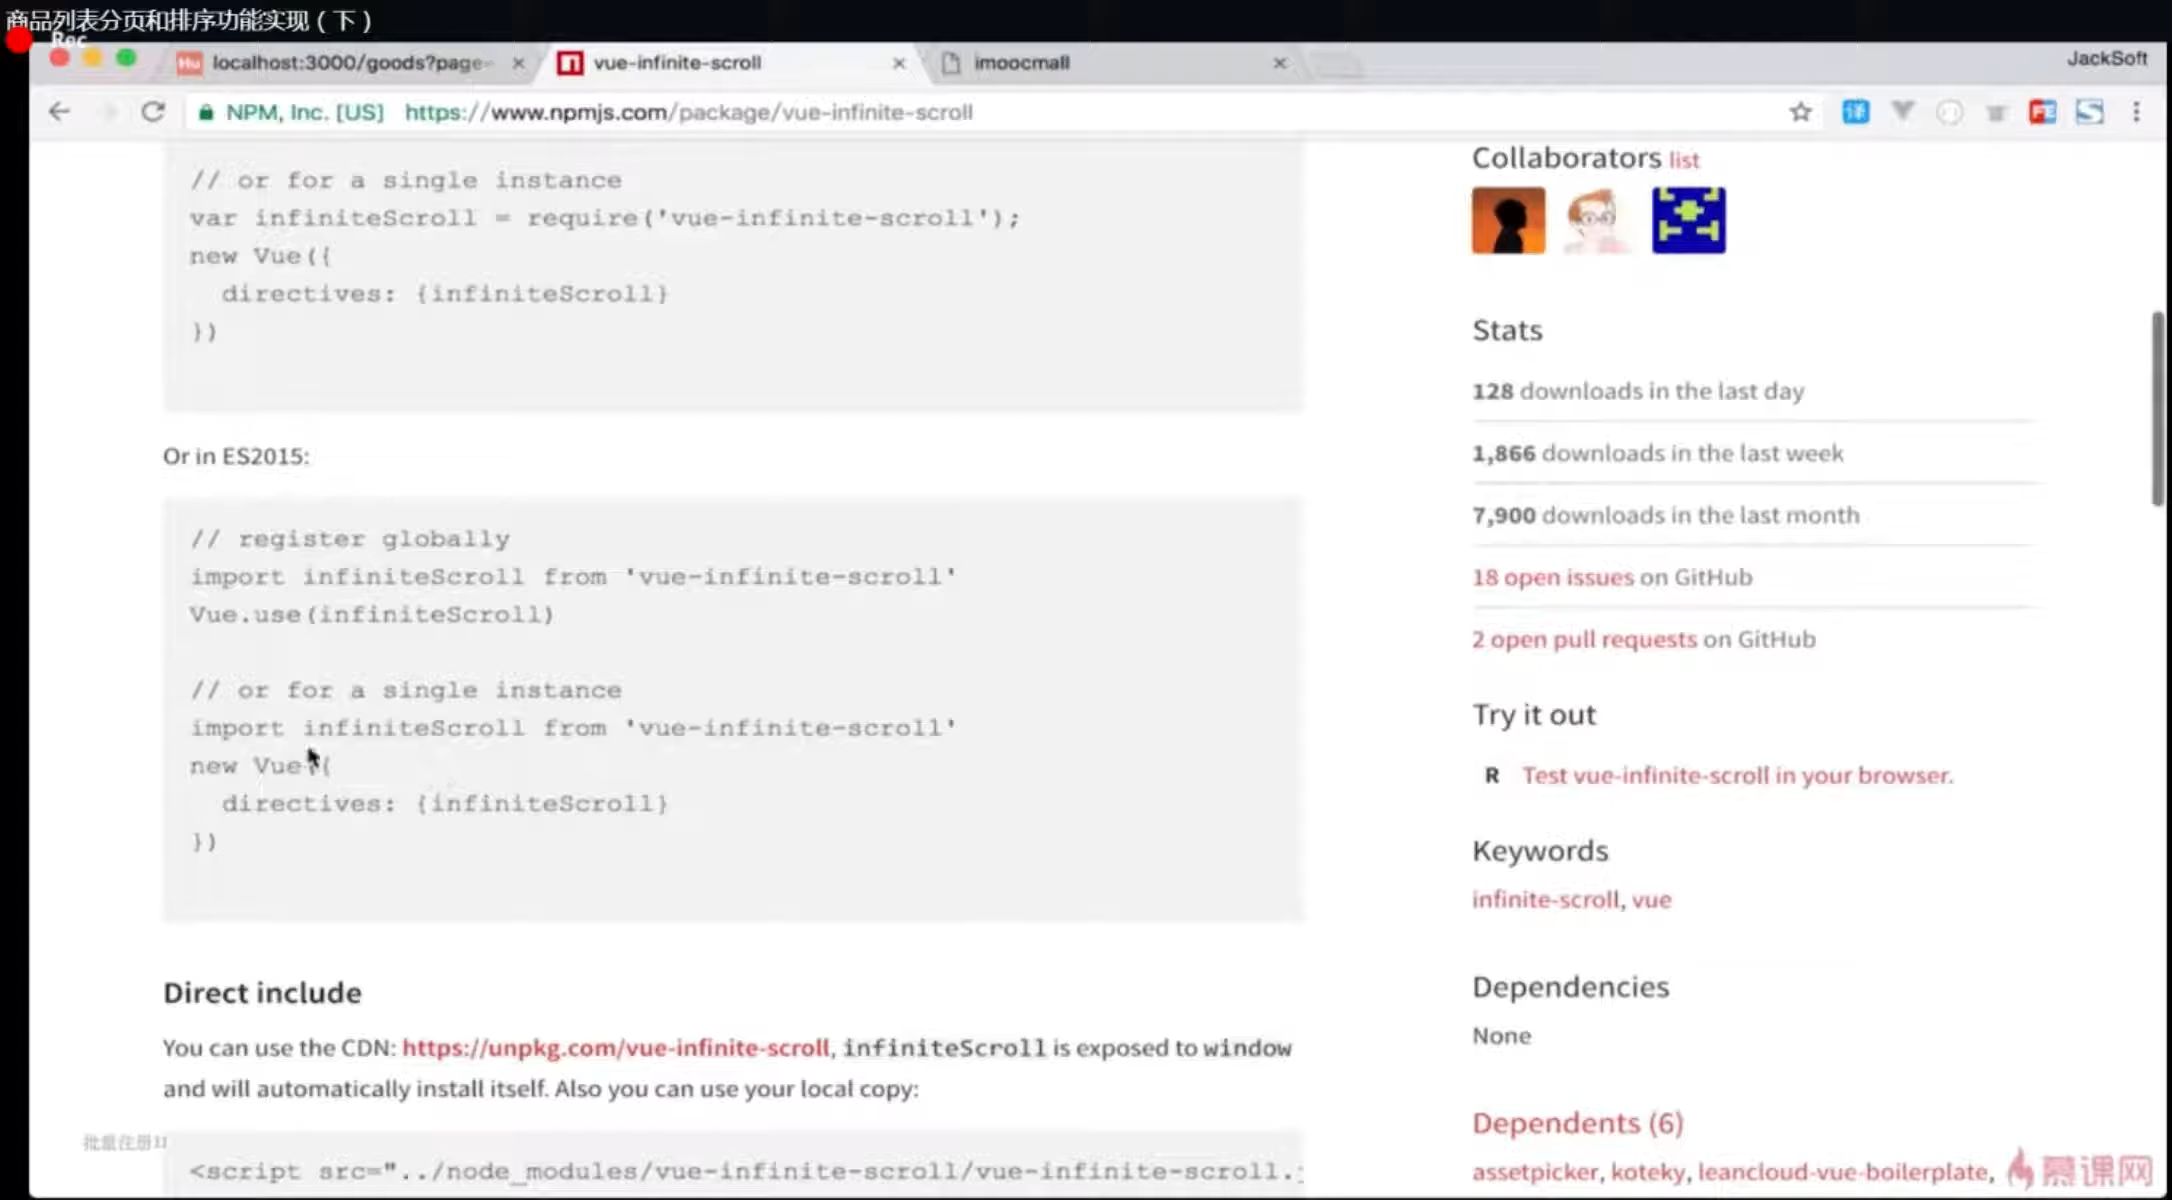 商品列表分页和排序功能实现（下）
Rec
localhost:3000/goods?page-
vue-infinite-scroll
imoocmall
JackSoft
NPM, Inc. [US] https://www.npmjs.com/package/vue-infinite-scroll
// or for a single instance
var infiniteScroll = require('vue-infinite-scroll');
new Vue({
directives: {infiniteScroll}
})
Or in ES2015:
// register globally
import infiniteScroll from 'vue-infinite-scroll'
Vue.use(infiniteScroll)
// or for a single instance
import infiniteScroll from 'vue-infinite-scroll'
new Vue({
directives: {infiniteScroll}
})
Direct include
You can use the CDN: https://unpkg.com/vue-infinite-scroll, infiniteScroll is exposed to window
and will automatically install itself. Also you can use your local copy:
<script src="../node_modules/vue-infinite-scroll/vue-infinite-scroll.
Collaborators list
Stats
128 downloads in the last day
1,866 downloads in the last week
7,900 downloads in the last month
18 open issues on GitHub
2 open pull requests on GitHub
Try it out
R Test vue-infinite-scroll in your browser.
Keywords
infinite-scroll, vue
Dependencies
None
Dependents (6)
assetpicker, koteky, leancloud-vue-boilerplate,
慕课网